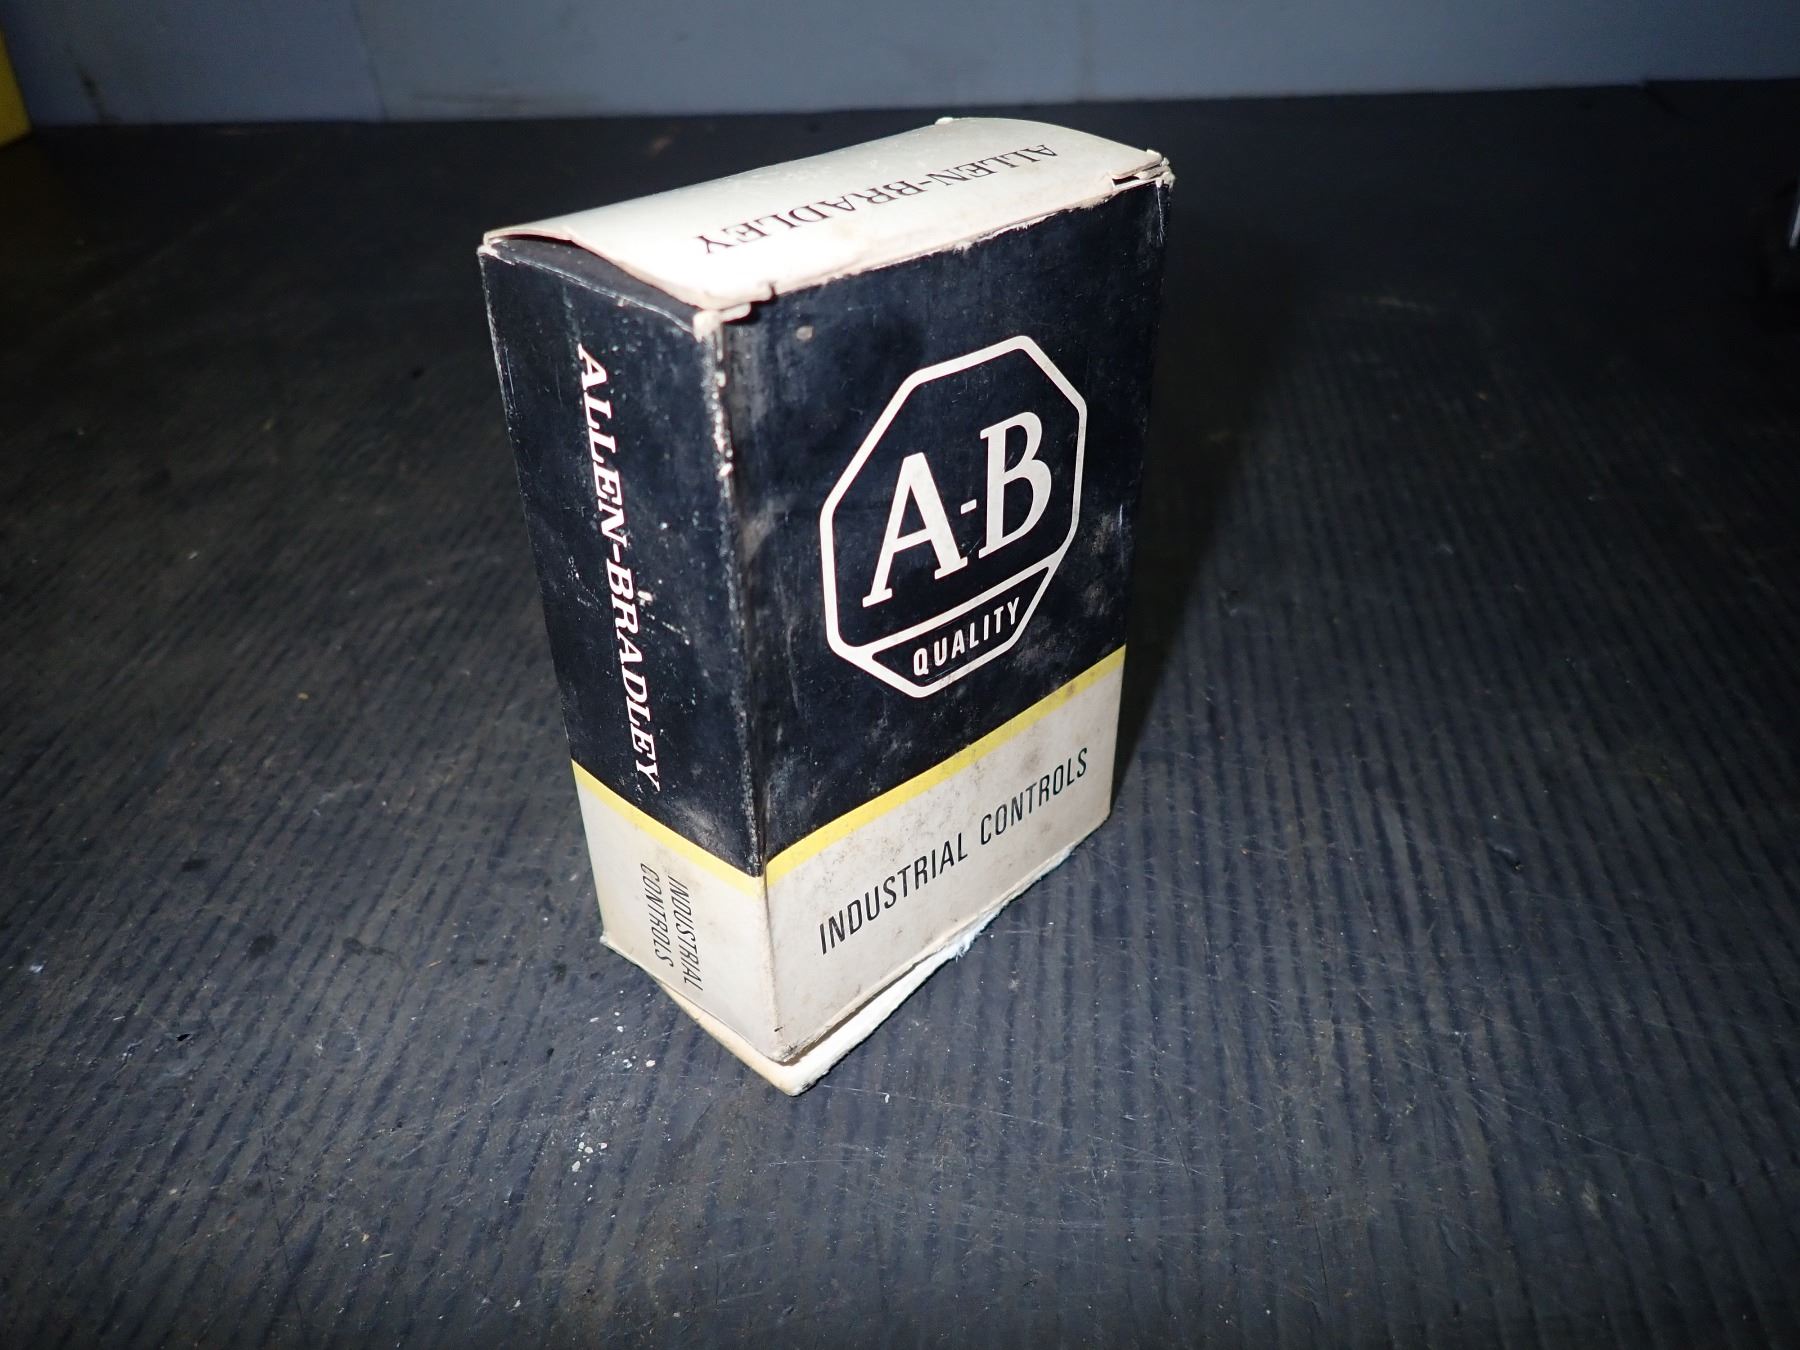 ALLEN-BRADLEY
A-B
QUALITY
INDUSTRIAL CONTROLS
ALLEN-BRADLEY
INDUSTRIAL
CONTROLS